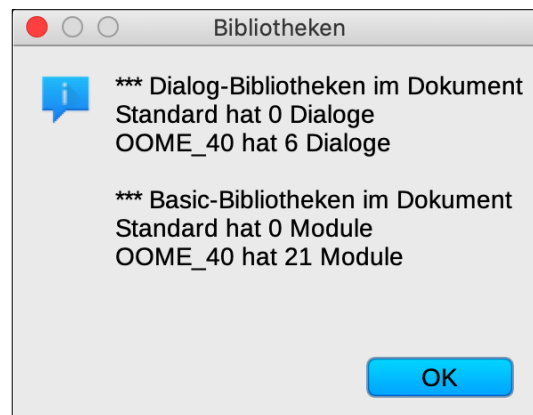 Bibliotheken
*** Dialog-Bibliotheken im Dokument
Standard hat 0 Dialoge
OOME_40 hat 6 Dialoge
*** Basic-Bibliotheken im Dokument
Standard hat 0 Module
OOME_40 hat 21 Module
OK